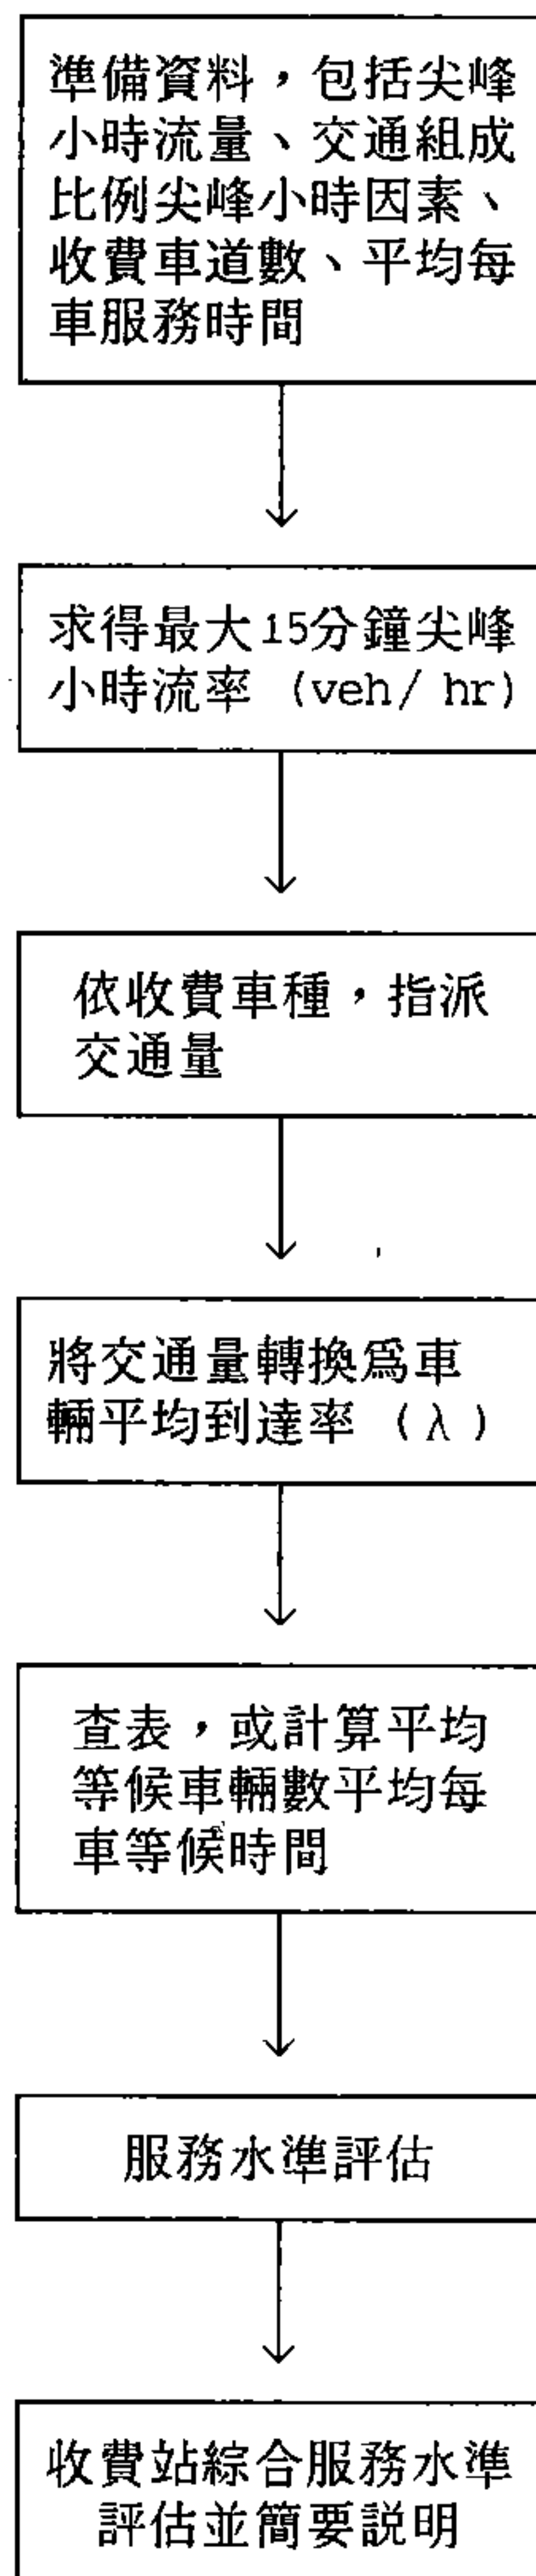 準備資料，包括尖峰
小時流量、交通組成
比例尖峰小時因素、
收費車道數、平均每
車服務時間
求得最大15分鐘尖峰
小時流率 (veh/ hr)
依收費車種，指派
交通量
將交通量轉換爲車
輛平均到達率 (λ)
查表，或計算平均
等候車輛數平均每
車等候時間
服務水準評估
收費站綜合服務水準
評估並簡要説明